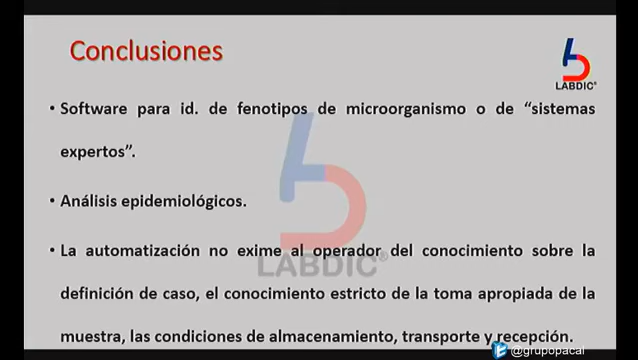 Conclusiones
LABDIC®
• Software para id. de fenotipos de microorganismo o de “sistemas
expertos”.
• Análisis epidemiológicos.
• La automatización no exime al operador del conocimiento sobre la
LABDIC®
definición de caso, el conocimiento estricto de la toma apropiada de la
muestra, las condiciones de almacenamiento, transporte y recepción.
@grupopacal